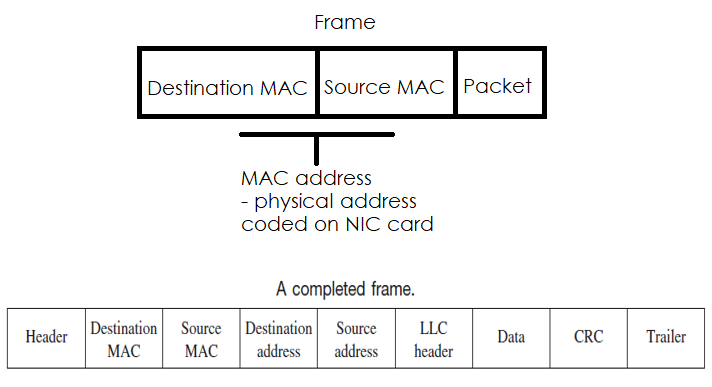 Frame
Destination MAC Source MAC Packet
MAC address
- physical address
coded on NIC card
A completed frame.
Header Destination MAC Source MAC Destination address Source address LLC header Data CRC Trailer